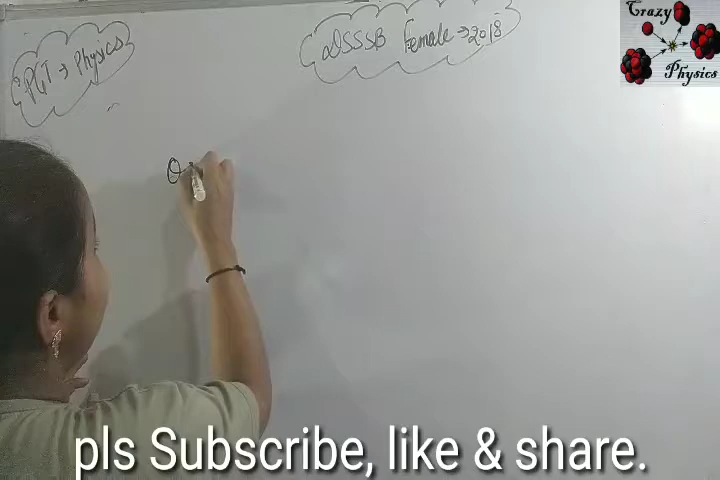 PGT → Physics
DSSSB Female → 2018
Crazy
Physics
Q
pls Subscribe, like & share.